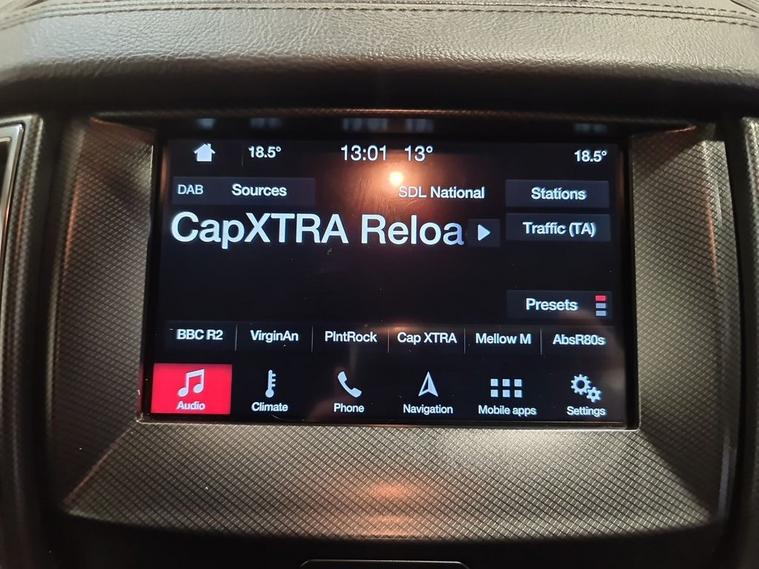 18.5° 13:01 13° 18.5°
DAB Sources SDL National Stations
CapXTRA Reloa
Traffic (TA)
Presets
BBC R2 VirginAn PlntRock Cap XTRA Mellow M AbsR80s
Audio Climate Phone Navigation Mobile apps Settings